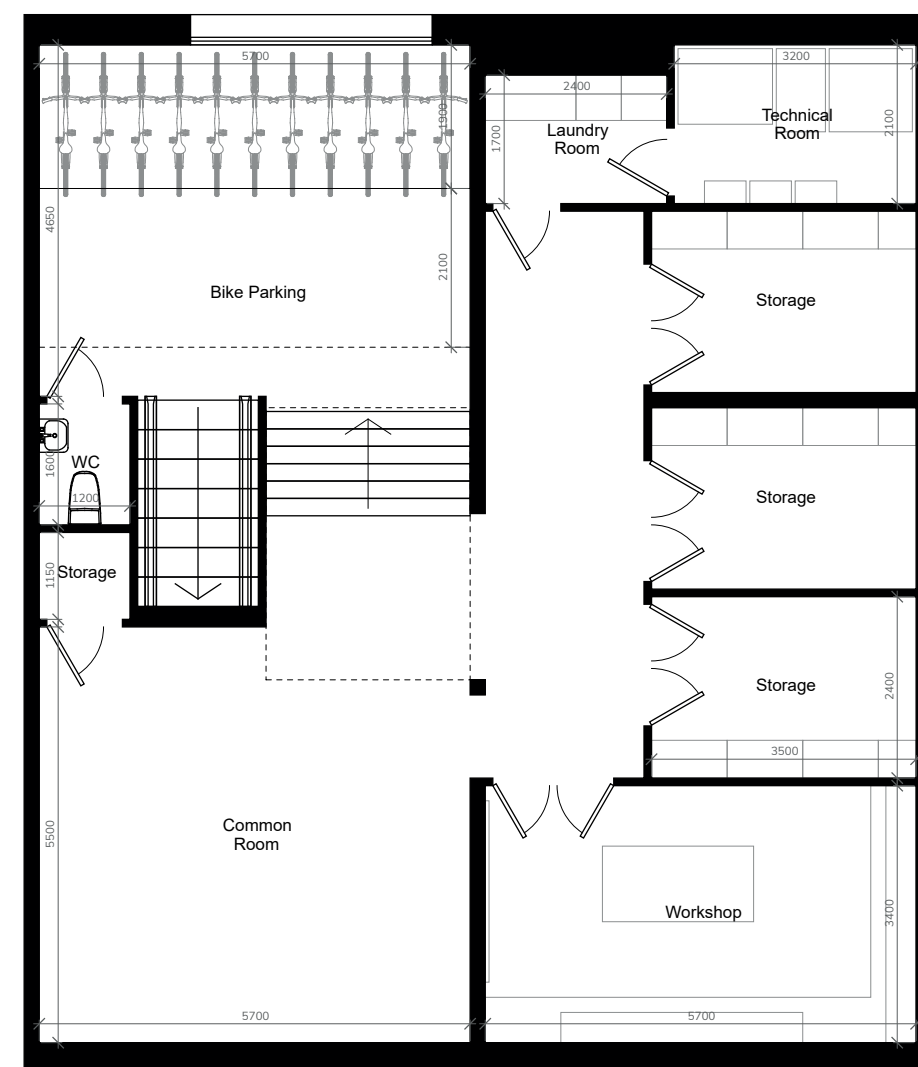 5700
3200
2400
1900
Technical
Room
2100
Laundry
Room
1700
4650
2100
Bike Parking
Storage
WC
1600
1200
Storage
1150
Storage
Storage
2400
3500
Common
Room
5500
Workshop
3400
5700
5700